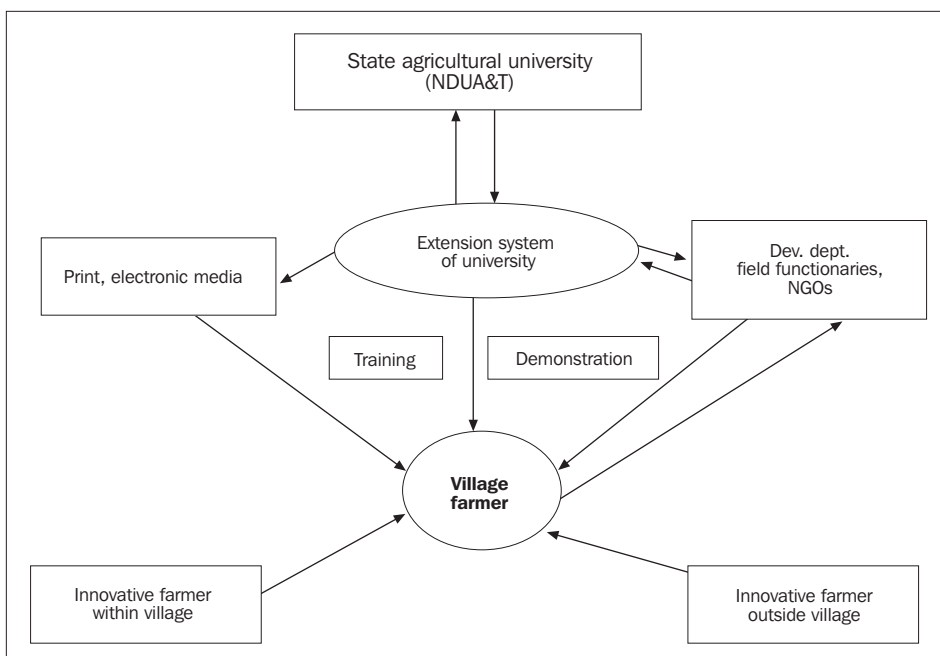 State agricultural university
(NDUA&T)
Extension system
of university
Print, electronic media
Dev. dept.
field functionaries,
NGOs
Training
Demonstration
Village
farmer
Innovative farmer
within village
Innovative farmer
outside village